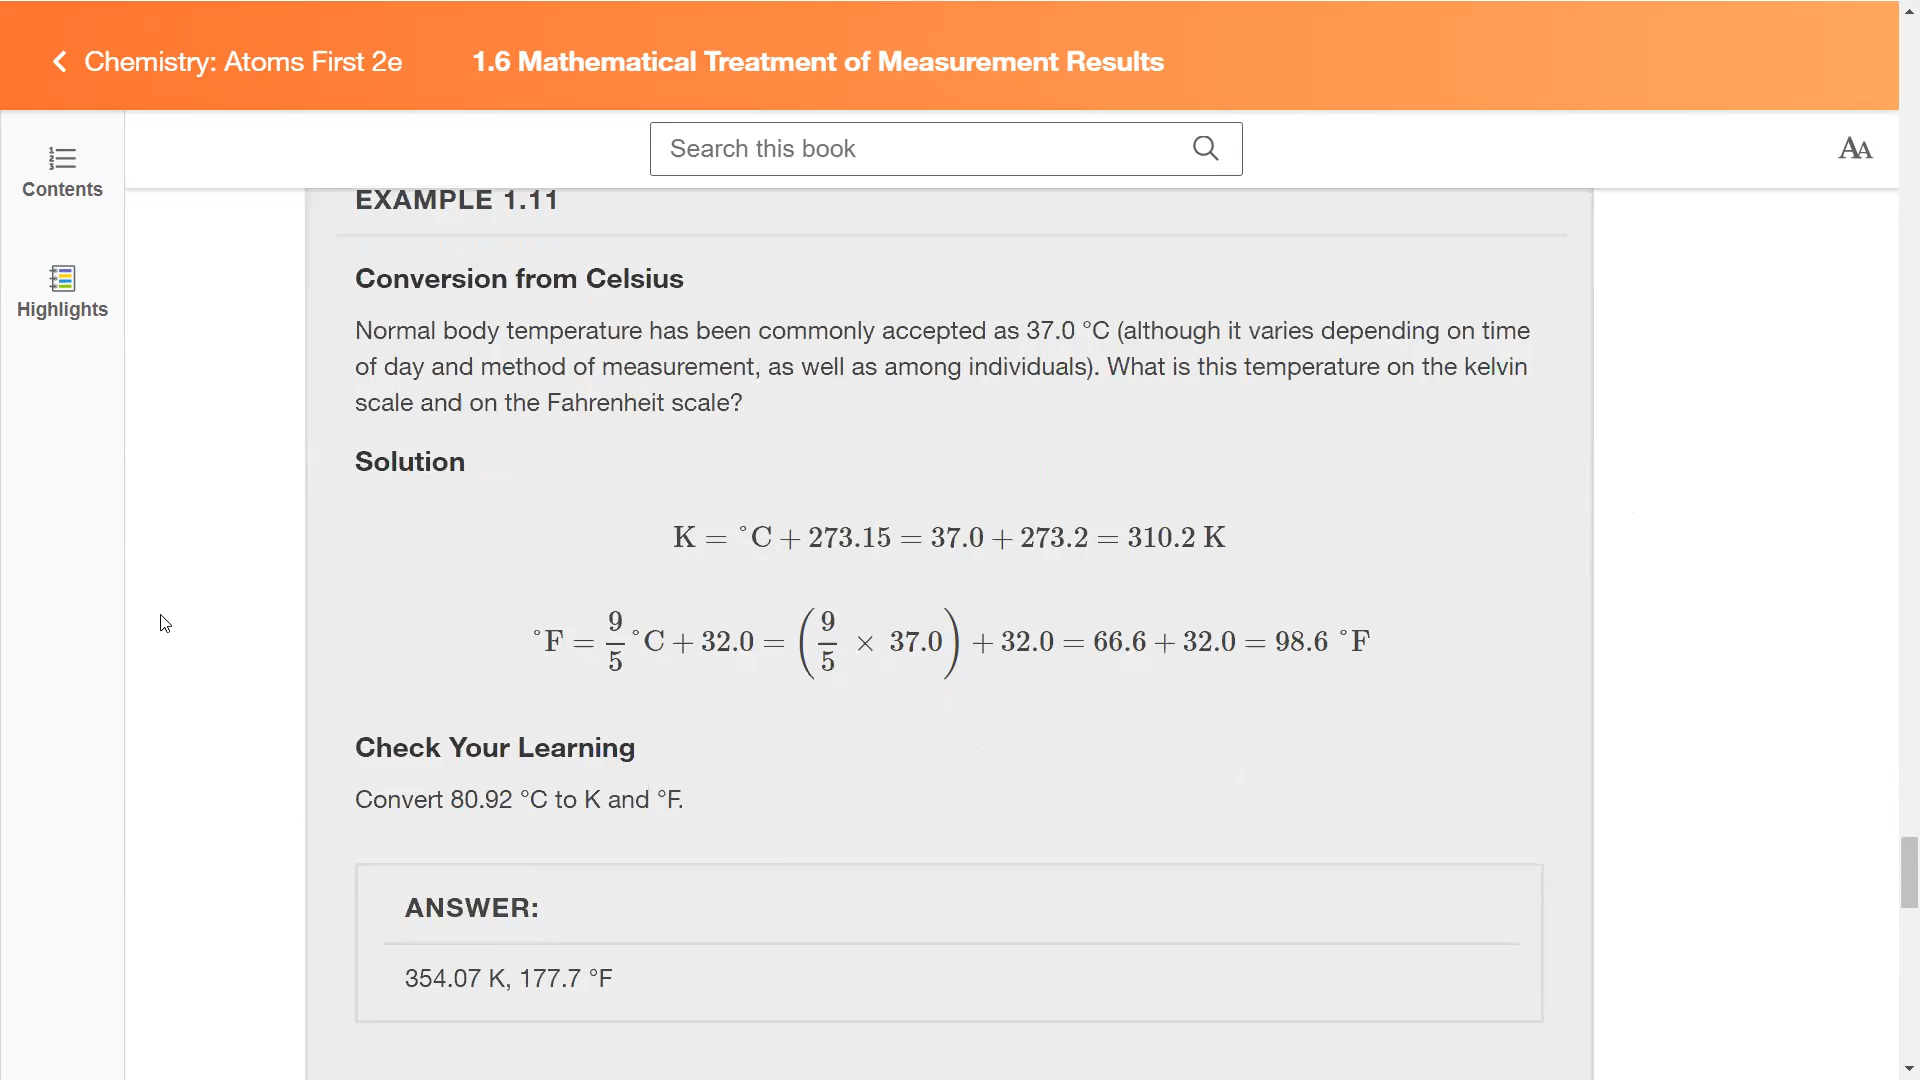 Chemistry: Atoms First 2e
1.6 Mathematical Treatment of Measurement Results
Search this book
AA
Contents
Highlights
EXAMPLE 1.11
Conversion from Celsius
Normal body temperature has been commonly accepted as 37.0 °C (although it varies depending on time
of day and method of measurement, as well as among individuals). What is this temperature on the kelvin
scale and on the Fahrenheit scale?
Solution
K = °C + 273.15 = 37.0 + 273.2 = 310.2 K
°F = 9/5 °C + 32.0 = (9/5 × 37.0) + 32.0 = 66.6 + 32.0 = 98.6 °F
Check Your Learning
Convert 80.92 °C to K and °F.
ANSWER:
354.07 K, 177.7 °F